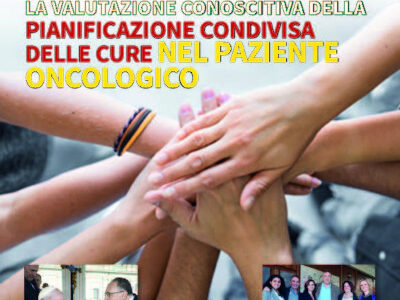 LA VALUTAZIONE CONOSCITIVA DELLA
PIANIFICAZIONE CONDIVISA
DELLE CURE NEL PAZIENTE
ONCOLOGICO